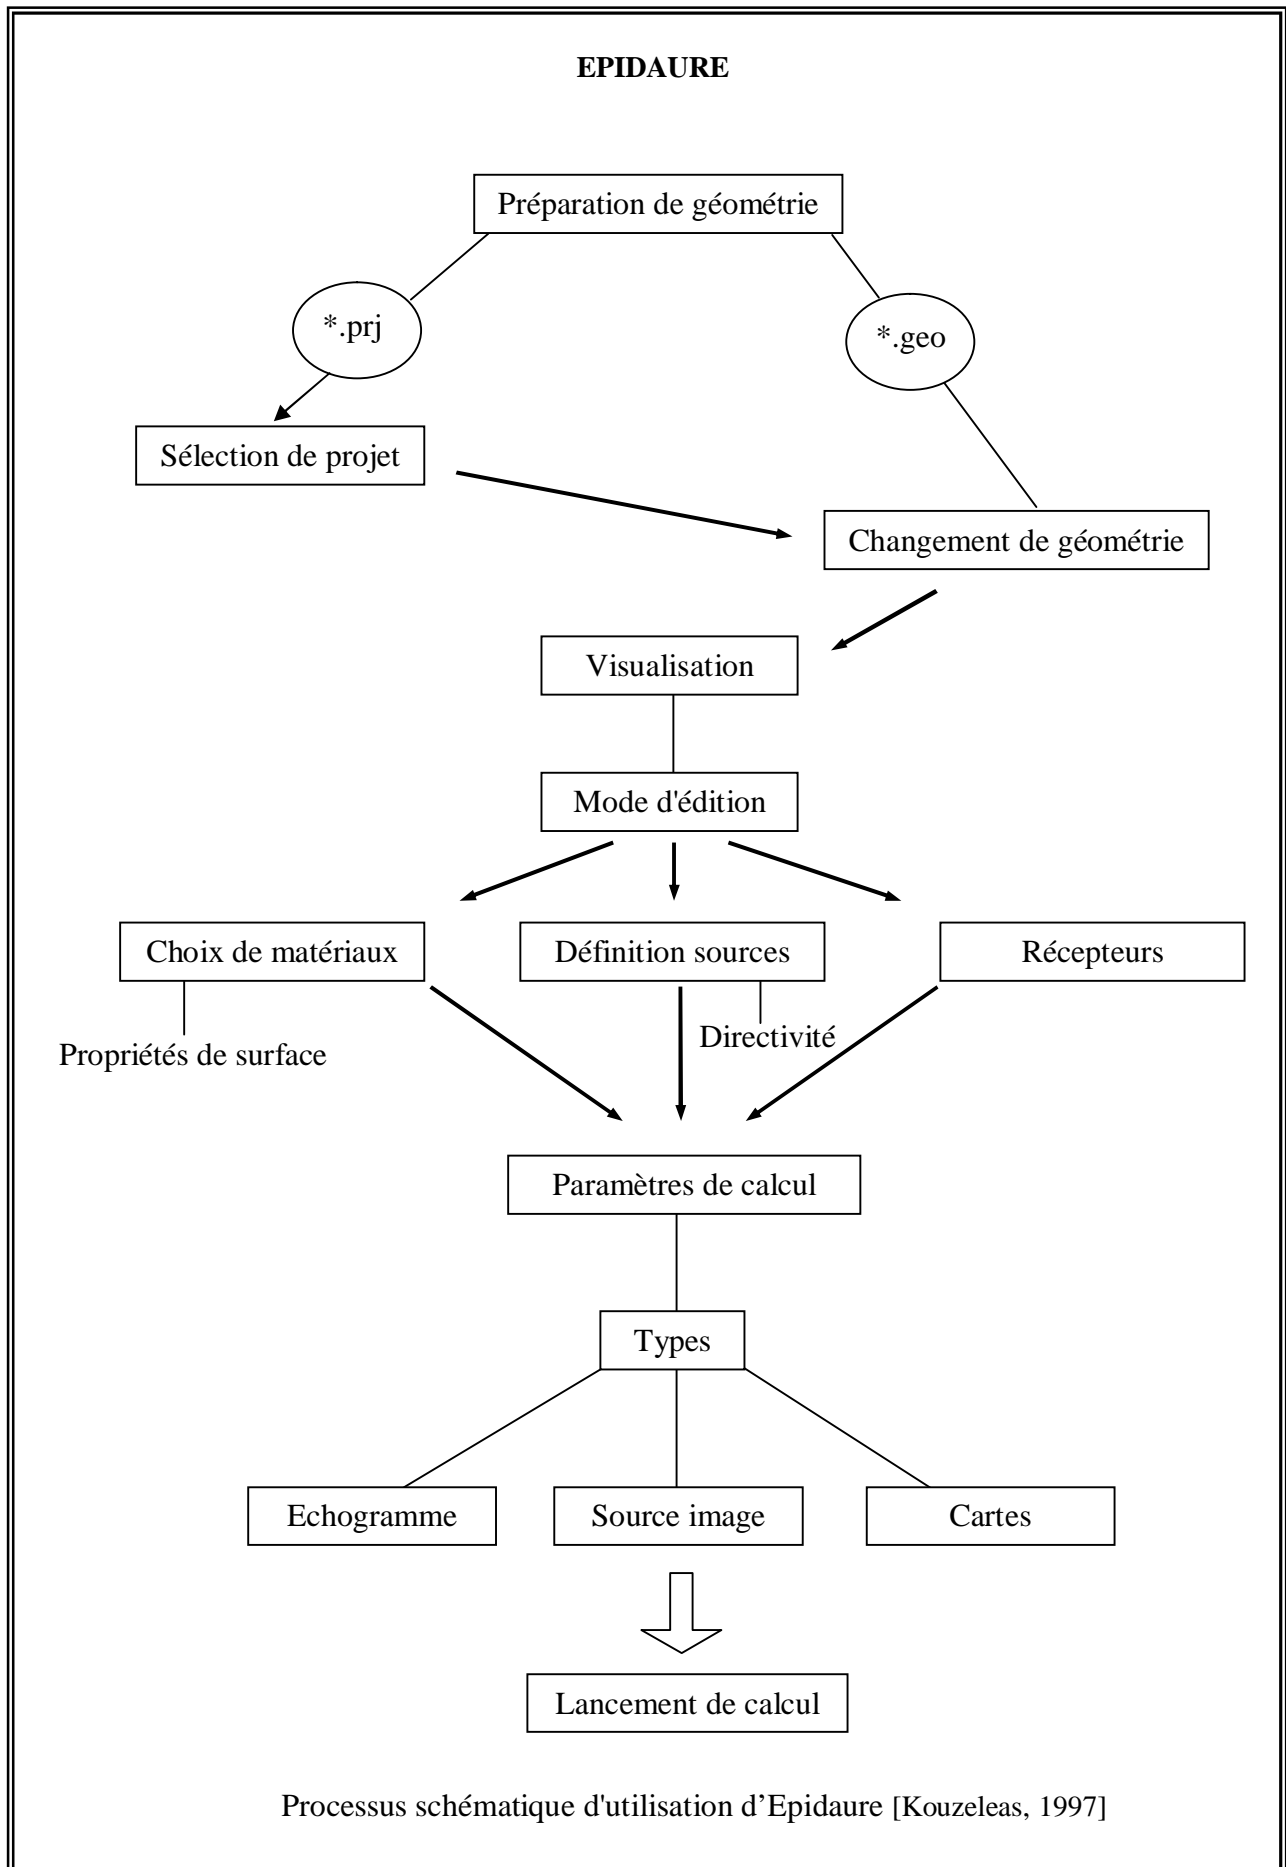 EPIDAURE
Préparation de géométrie
*.prj
*.geo
Sélection de projet
Changement de géométrie
Visualisation
Mode d'édition
Choix de matériaux
Définition sources
Récepteurs
Directivité
Propriétés de surface
Paramètres de calcul
Types
Echogramme
Source image
Cartes
Lancement de calcul
Processus schématique d'utilisation d’Epidaure [Kouzeleas, 1997]